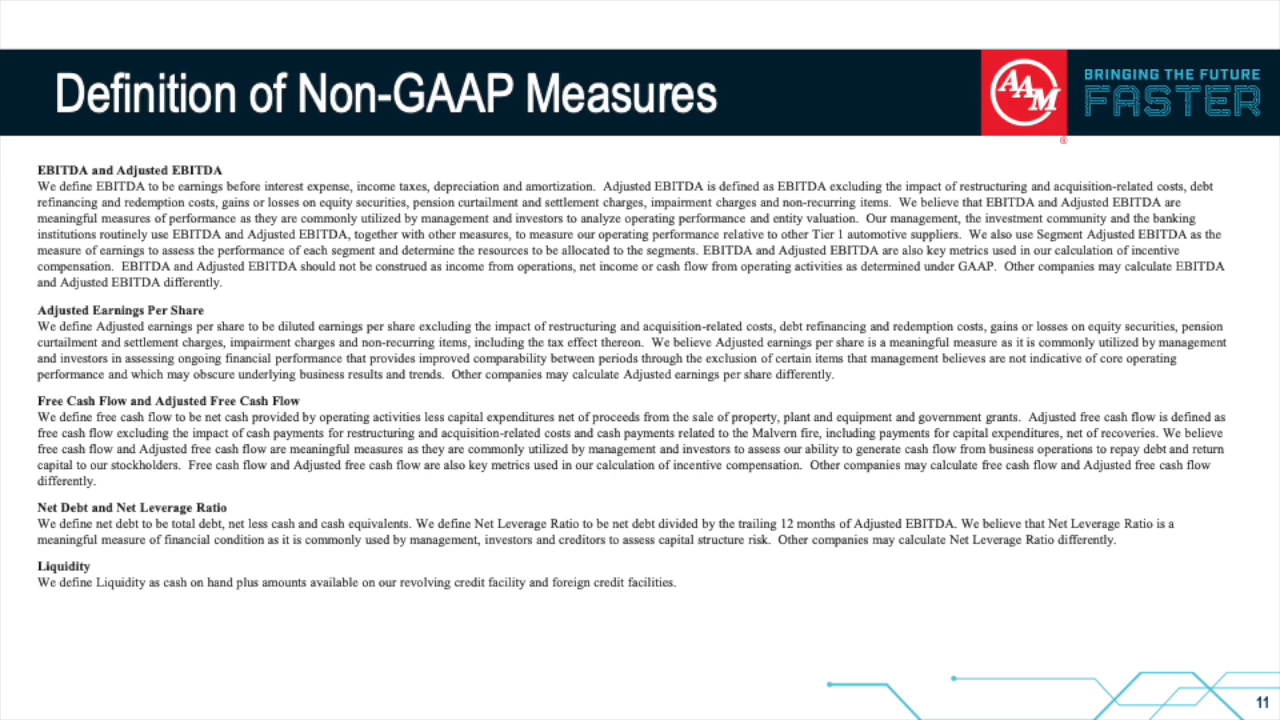 Definition of Non-GAAP Measures
AAM
BRINGING THE FUTURE
FASTER
®
EBITDA and Adjusted EBITDA
We define EBITDA to be earnings before interest expense, income taxes, depreciation and amortization.  Adjusted EBITDA is defined as EBITDA excluding the impact of restructuring and acquisition-related costs, debt
refinancing and redemption costs, gains or losses on equity securities, pension curtailment and settlement charges, impairment charges and non-recurring items.  We believe that EBITDA and Adjusted EBITDA are
meaningful measures of performance as they are commonly utilized by management and investors to analyze operating performance and entity valuation.  Our management, the investment community and the banking
institutions routinely use EBITDA and Adjusted EBITDA, together with other measures, to measure our operating performance relative to other Tier 1 automotive suppliers.  We also use Segment Adjusted EBITDA as the
measure of earnings to assess the performance of each segment and determine the resources to be allocated to the segments. EBITDA and Adjusted EBITDA are also key metrics used in our calculation of incentive
compensation.  EBITDA and Adjusted EBITDA should not be construed as income from operations, net income or cash flow from operating activities as determined under GAAP.  Other companies may calculate EBITDA
and Adjusted EBITDA differently.
Adjusted Earnings Per Share
We define Adjusted earnings per share to be diluted earnings per share excluding the impact of restructuring and acquisition-related costs, debt refinancing and redemption costs, gains or losses on equity securities, pension
curtailment and settlement charges, impairment charges and non-recurring items, including the tax effect thereon.  We believe Adjusted earnings per share is a meaningful measure as it is commonly utilized by management
and investors in assessing ongoing financial performance that provides improved comparability between periods through the exclusion of certain items that management believes are not indicative of core operating
performance and which may obscure underlying business results and trends.  Other companies may calculate Adjusted earnings per share differently.
Free Cash Flow and Adjusted Free Cash Flow
We define free cash flow to be net cash provided by operating activities less capital expenditures net of proceeds from the sale of property, plant and equipment and government grants.  Adjusted free cash flow is defined as
free cash flow excluding the impact of cash payments for restructuring and acquisition-related costs and cash payments related to the Malvern fire, including payments for capital expenditures, net of recoveries. We believe
free cash flow and Adjusted free cash flow are meaningful measures as they are commonly utilized by management and investors to assess our ability to generate cash flow from business operations to repay debt and return
capital to our stockholders.  Free cash flow and Adjusted free cash flow are also key metrics used in our calculation of incentive compensation.  Other companies may calculate free cash flow and Adjusted free cash flow
differently.
Net Debt and Net Leverage Ratio
We define net debt to be total debt, net less cash and cash equivalents. We define Net Leverage Ratio to be net debt divided by the trailing 12 months of Adjusted EBITDA. We believe that Net Leverage Ratio is a
meaningful measure of financial condition as it is commonly used by management, investors and creditors to assess capital structure risk.  Other companies may calculate Net Leverage Ratio differently.
Liquidity
We define Liquidity as cash on hand plus amounts available on our revolving credit facility and foreign credit facilities.
11